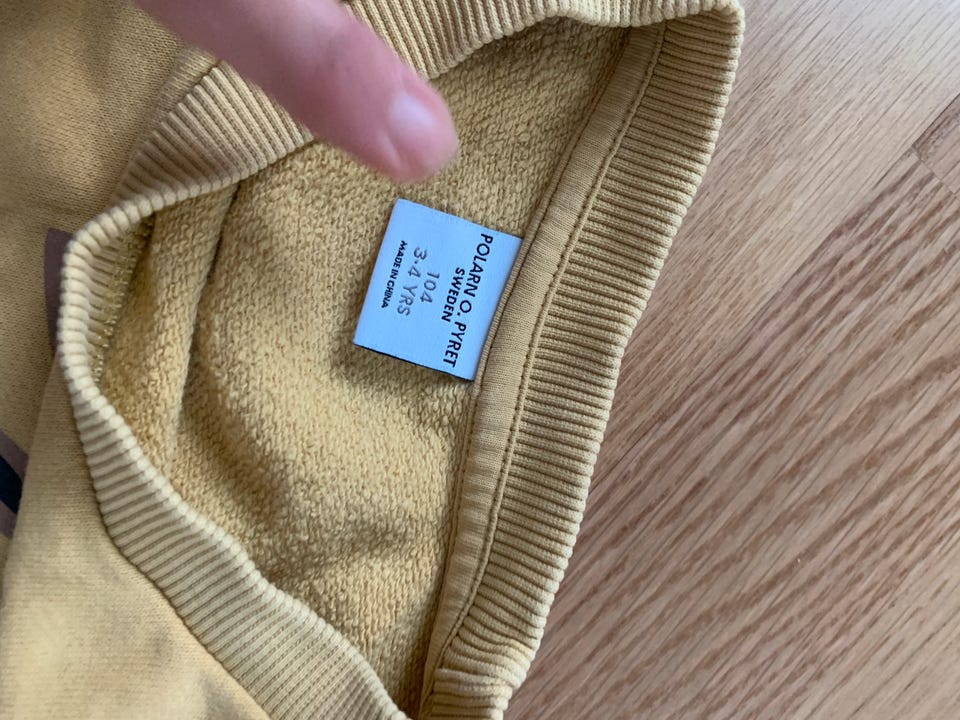 POLARN O. PYRET
SWEDEN
104
3.4 YRS
MADE IN CHINA